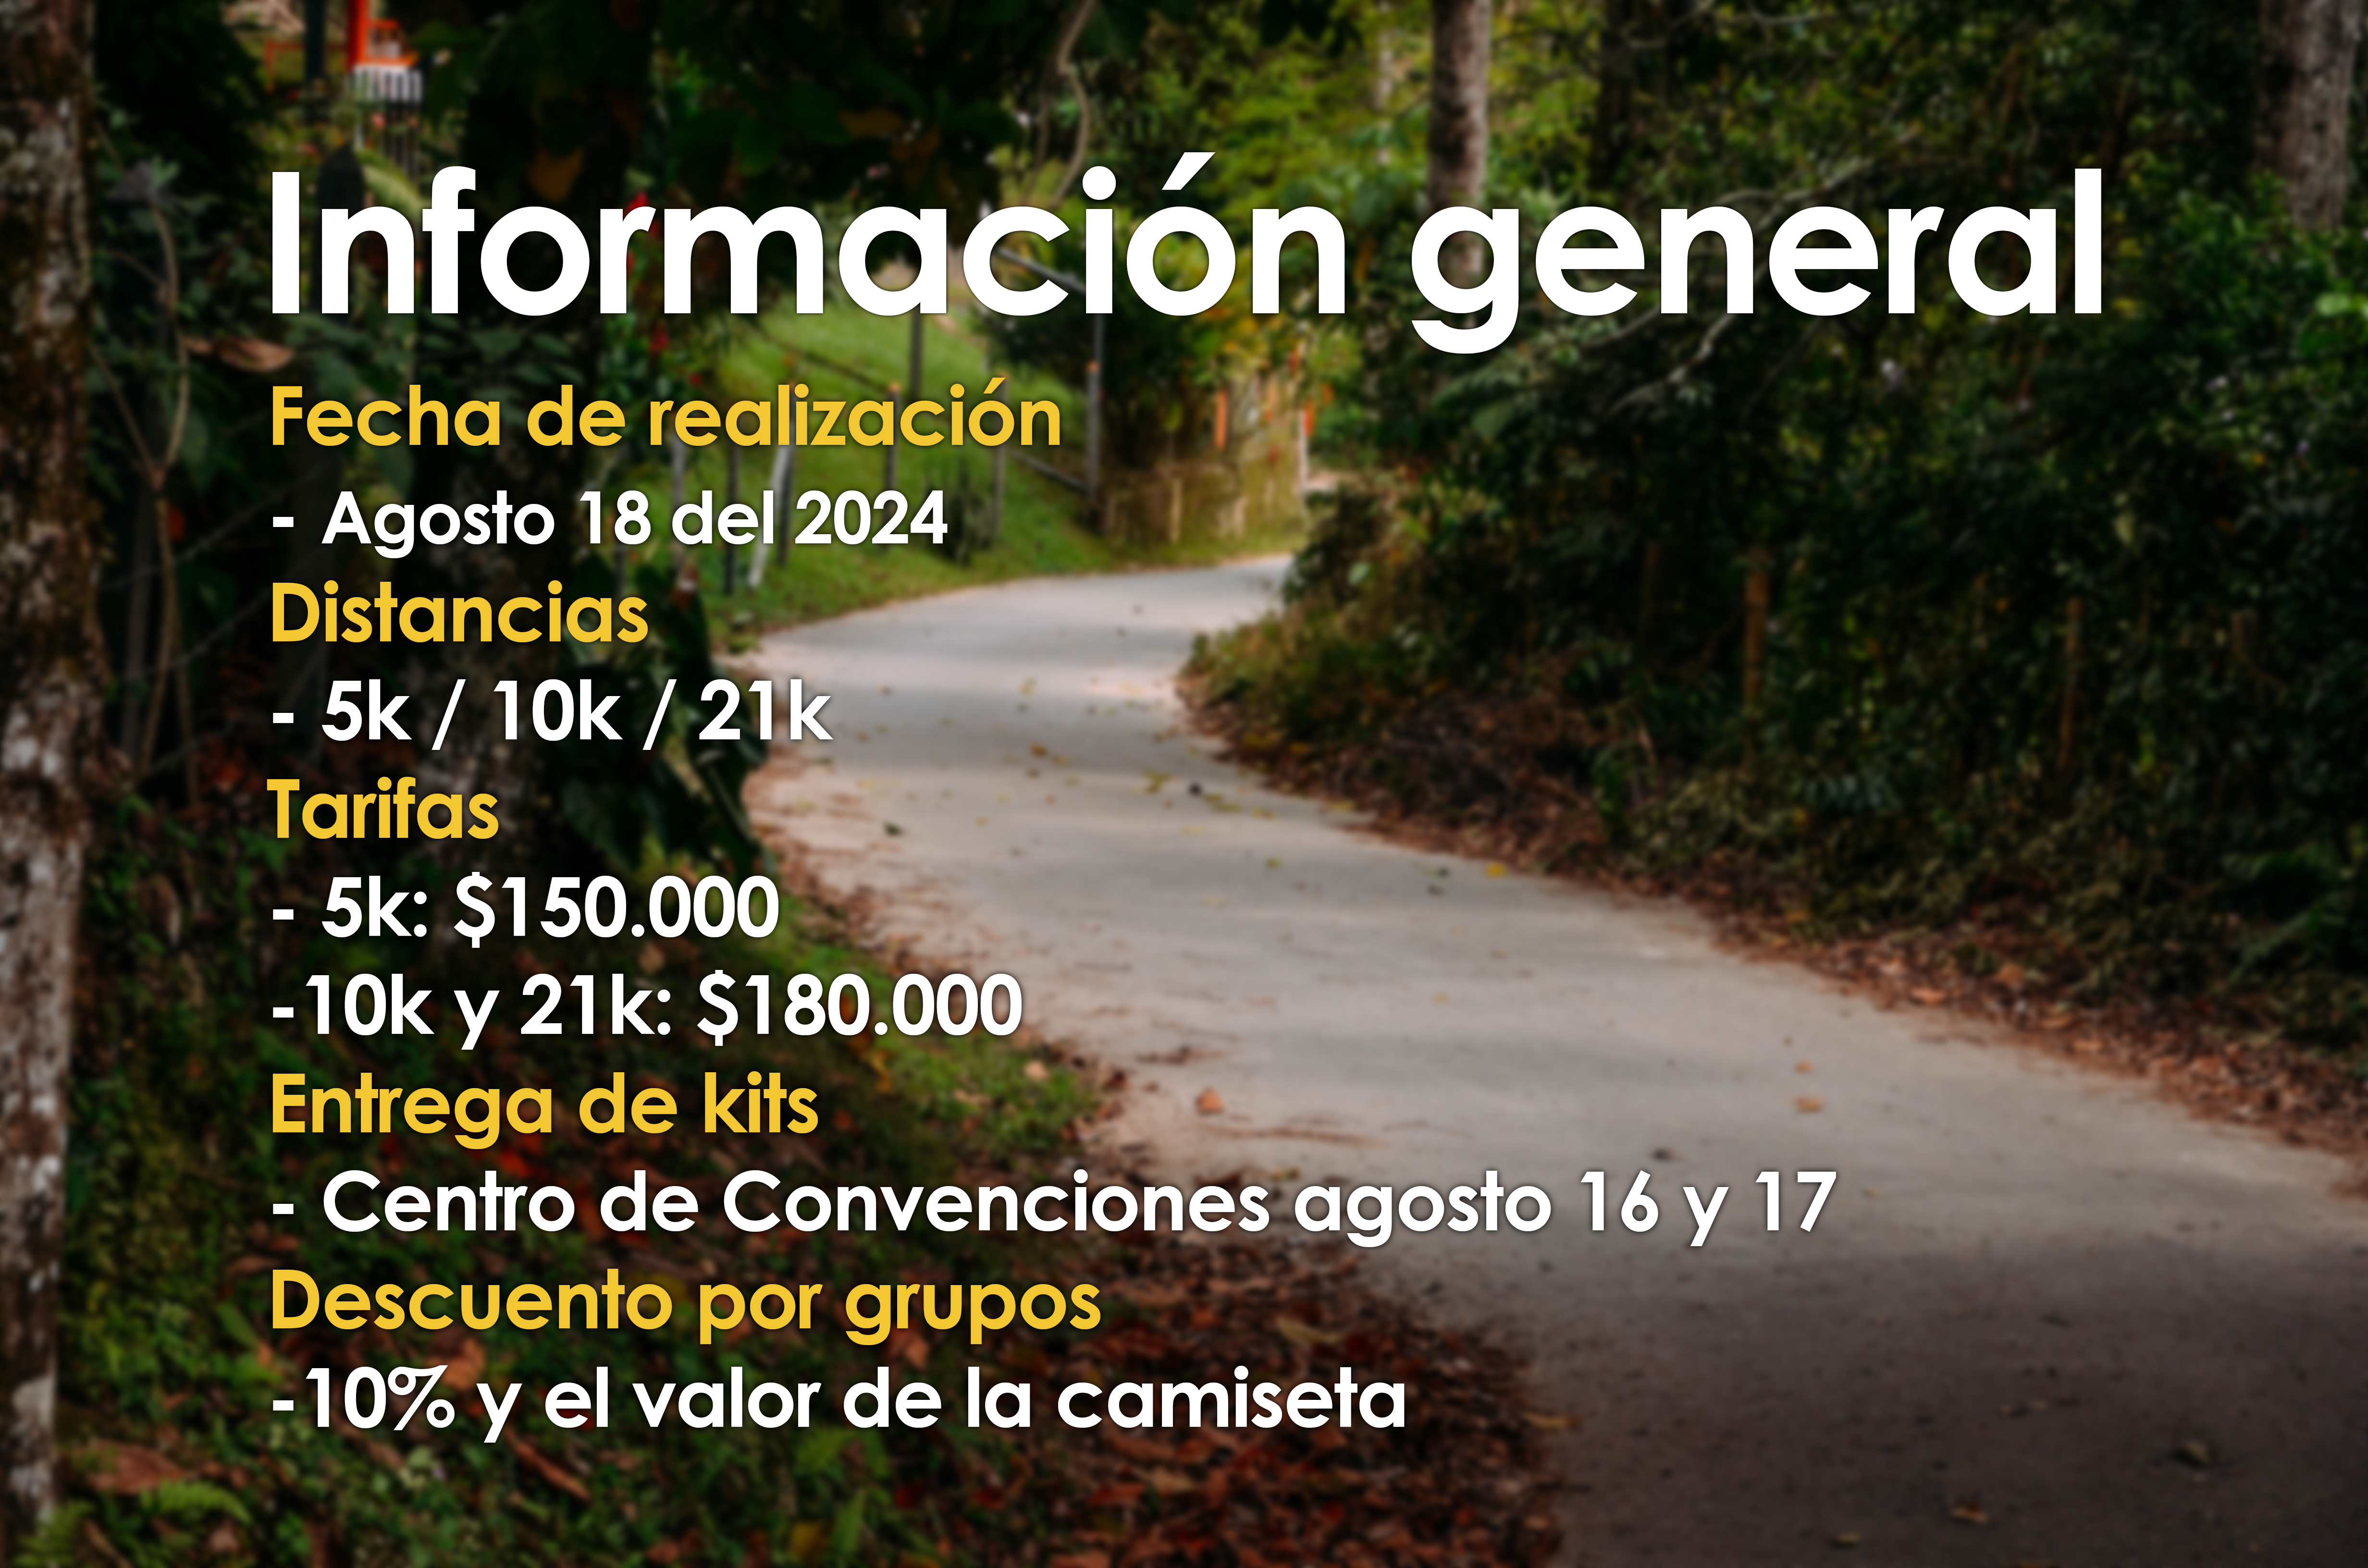 Información general
Fecha de realización
- Agosto 18 del 2024
Distancias
- 5k / 10k / 21k
Tarifas
- 5k: $150.000
-10k y 21k: $180.000
Entrega de kits
- Centro de Convenciones agosto 16 y 17
Descuento por grupos
-10% y el valor de la camiseta